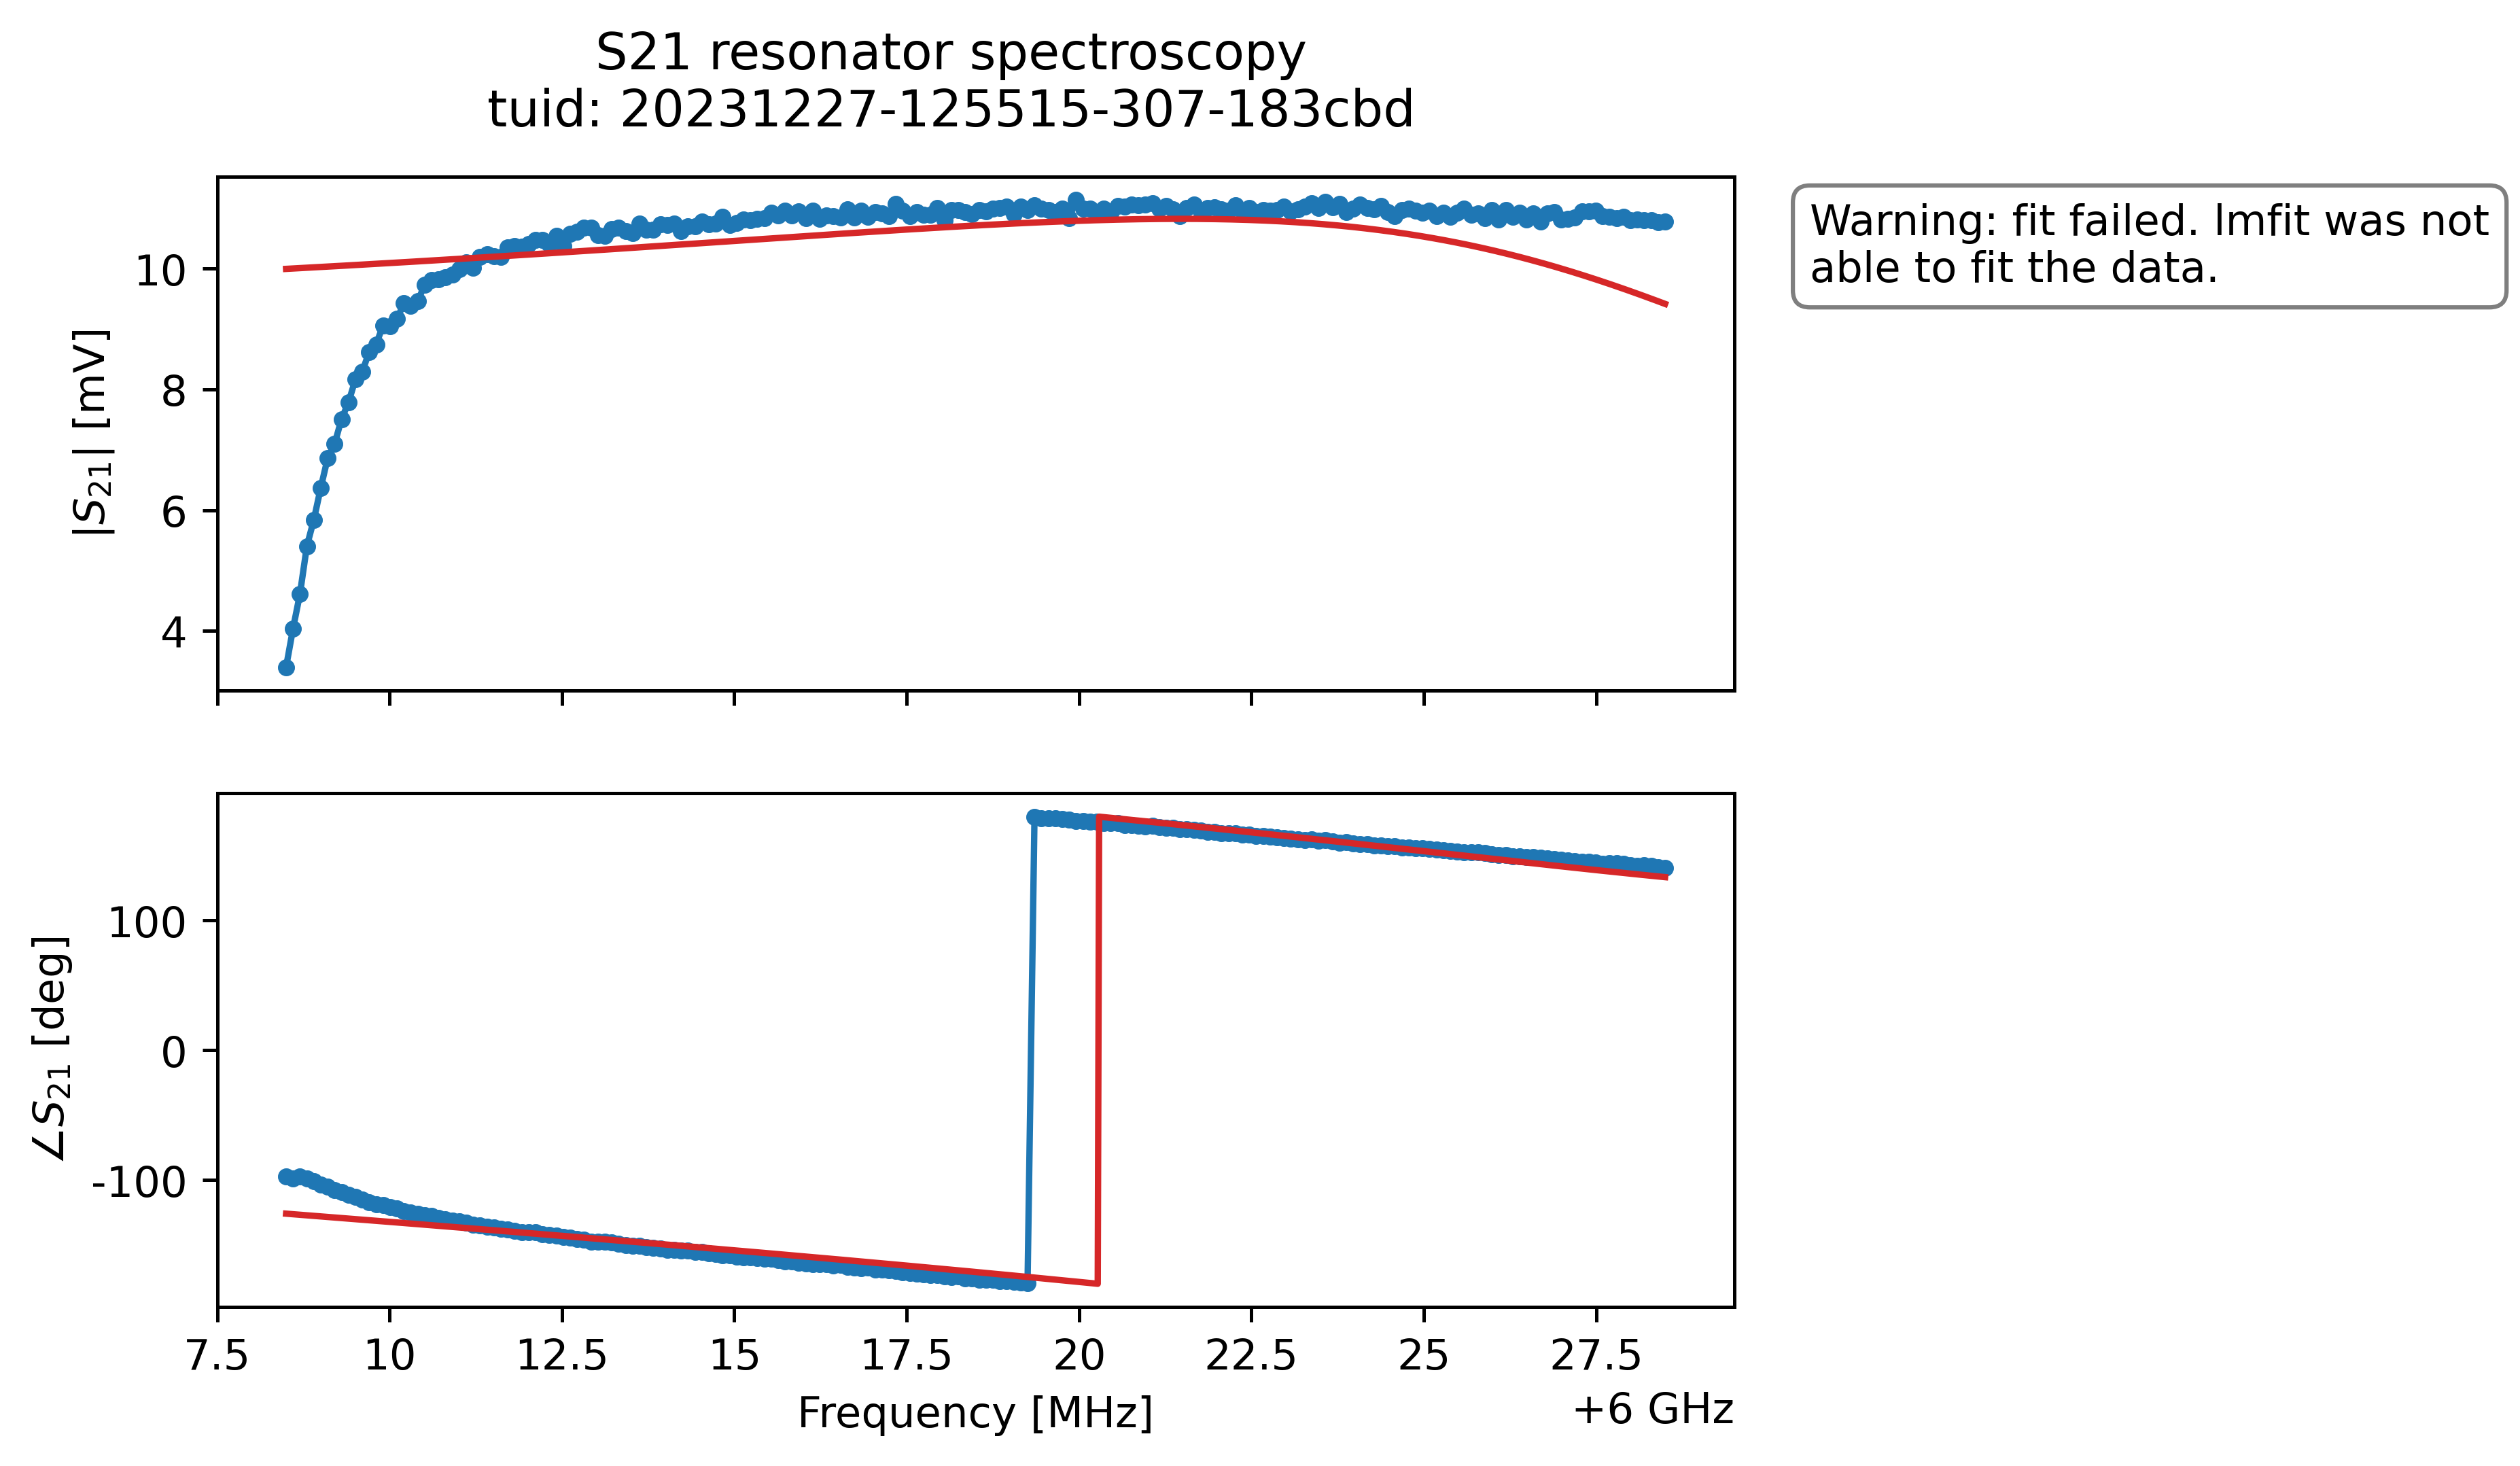 S21 resonator spectroscopy
tuid: 20231227-125515-307-183cbd
Warning: fit failed. lmfit was not
able to fit the data.
10
8
6
4
|S21| [mV]
100
0
-100
∠S21 [deg]
7.5 10 12.5 15 17.5 20 22.5 25 27.5
Frequency [MHz]
+6 GHz